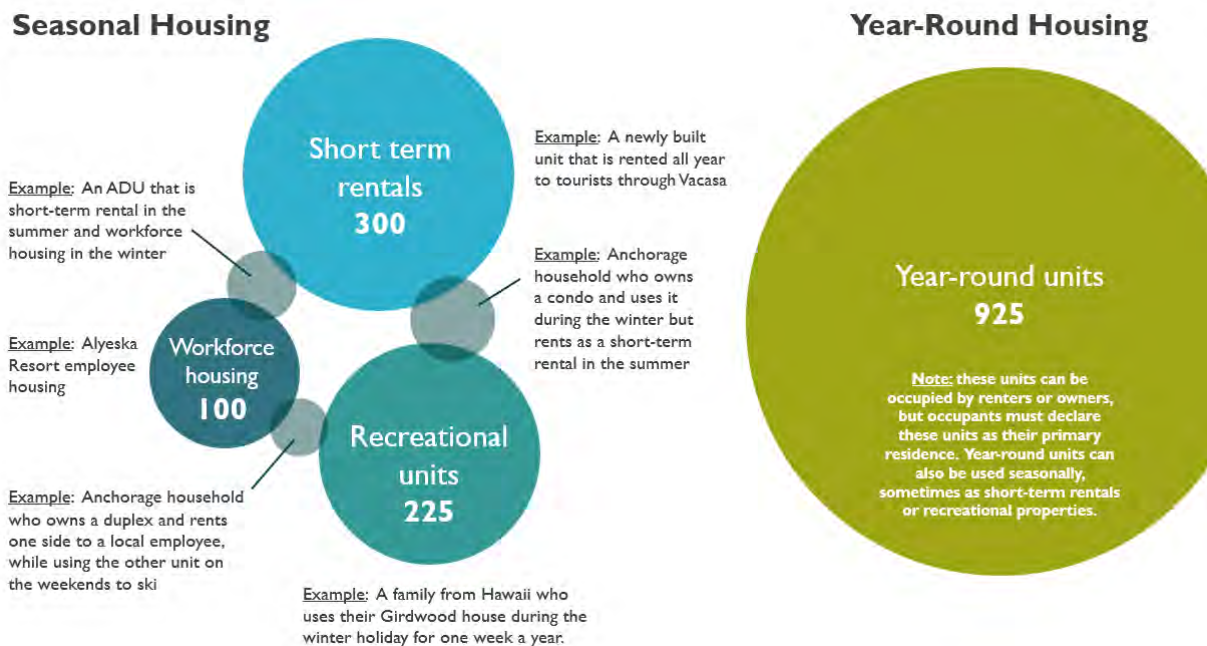 Seasonal Housing
Year-Round Housing
Short term
rentals
300
Example: A newly built
unit that is rented all year
to tourists through Vacasa
Example: An ADU that is
short-term rental in the
summer and workforce
housing in the winter
Example: Anchorage
household who owns
a condo and uses it
during the winter but
rents as a short-term
rental in the summer
Example: Alyeska
Resort employee
housing
Workforce
housing
100
Recreational
units
225
Example: Anchorage household
who owns a duplex and rents
one side to a local employee,
while using the other unit on
the weekends to ski
Example: A family from Hawaii who
uses their Girdwood house during the
winter holiday for one week a year.
Year-round units
925
Note: these units can be
occupied by renters or owners,
but occupants must declare
these units as their primary
residence. Year-round units can
also be used seasonally,
sometimes as short-term rentals
or recreational properties.